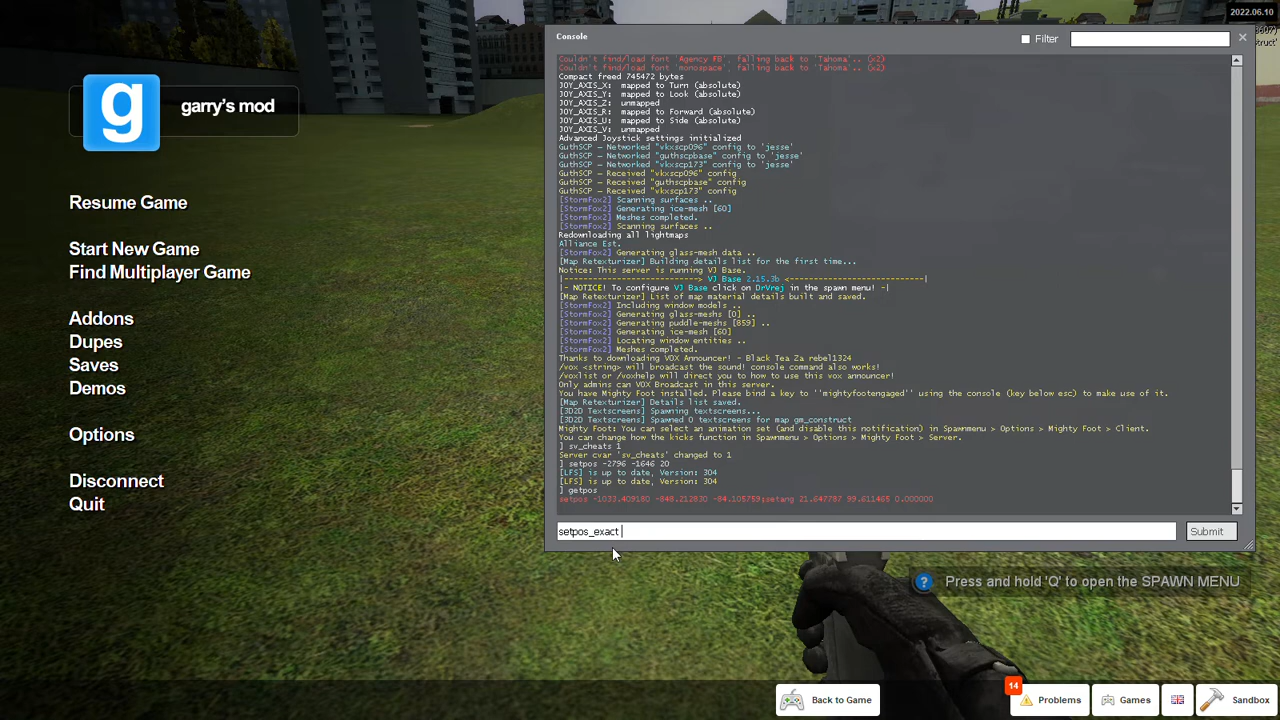 2022.06.10
garry's mod
Resume Game
Start New Game
Find Multiplayer Game
Addons
Dupes
Saves
Demos
Options
Disconnect
Quit
Console
Filter
Couldn't find/load font 'Agency FB', falling back to 'Tahoma'.. (x2)
Couldn't find/load font 'monospace', falling back to 'Tahoma'.. (x2)
Compact freed 745472 bytes
JOY_AXIS_X: mapped to Turn (absolute)
JOY_AXIS_Y: mapped to Look (absolute)
JOY_AXIS_Z: unmapped
JOY_AXIS_R: mapped to Forward (absolute)
JOY_AXIS_U: mapped to Side (absolute)
JOY_AXIS_V: unmapped
Advanced Joystick settings initialized
GuthSCP — Networked "vkxscp096" config to 'jesse'
GuthSCP — Networked "guthscpbase" config to 'jesse'
GuthSCP — Networked "vkxscp173" config to 'jesse'
GuthSCP — Received "vkxscp096" config
GuthSCP — Received "guthscpbase" config
GuthSCP — Received "vkxscp173" config
[StormFox2] Scanning surfaces ..
[StormFox2] Generating ice-mesh [60]
[StormFox2] Meshes completed.
[StormFox2] Scanning surfaces ..
Redownloading all lightmaps
Alliance Est.
[StormFox2] Generating glass-mesh data ..
[Map Retexturizer] Building details list for the first time...
Notice: This server is running VJ Base.
|---------------------------> VJ Base 2.15.3b <---------------------------|
|- NOTICE! To configure VJ Base click on DrVrej in the spawn menu! -|
[Map Retexturizer] List of map material details built and saved.
[StormFox2] Including window models ..
[StormFox2] Generating glass-meshs [0] ..
[StormFox2] Generating puddle-meshs [859] ..
[StormFox2] Generating ice-mesh [60]
[StormFox2] Locating window entities ..
[StormFox2] Meshes completed.
Thanks to downloading VOX Announcer! - Black Tea Za rebel1324
/vox <string> will broadcast the sound! console command also works!
/voxlist or /voxhelp will direct you to how to use this vox announcer!
Only admins can VOX Broadcast in this server.
You have Mighty Foot installed. Please bind a key to ''mightyfootengaged'' using the console (key below esc) to make use of it.
[Map Retexturizer] Details list saved.
[3D2D Textscreens] Spawning textscreens...
[3D2D Textscreens] Spawned 0 textscreens for map gm_construct
Mighty Foot: You can select an animation set (and disable this notification) in Spawnmenu > Options > Mighty Foot > Client.
You can change how the kicks function in Spawnmenu > Options > Mighty Foot > Server.
] sv_cheats 1
Server cvar 'sv_cheats' changed to 1
] setpos -2796 -1646 20
[LFS] is up to date, Version: 304
[LFS] is up to date, Version: 304
] getpos
setpos -1033.409180 -848.212830 -84.105759;setang 21.647787 99.611465 0.000000
setpos_exact
Submit
? Press and hold 'Q' to open the SPAWN MENU
Back to Game
14
Problems
Games
Sandbox